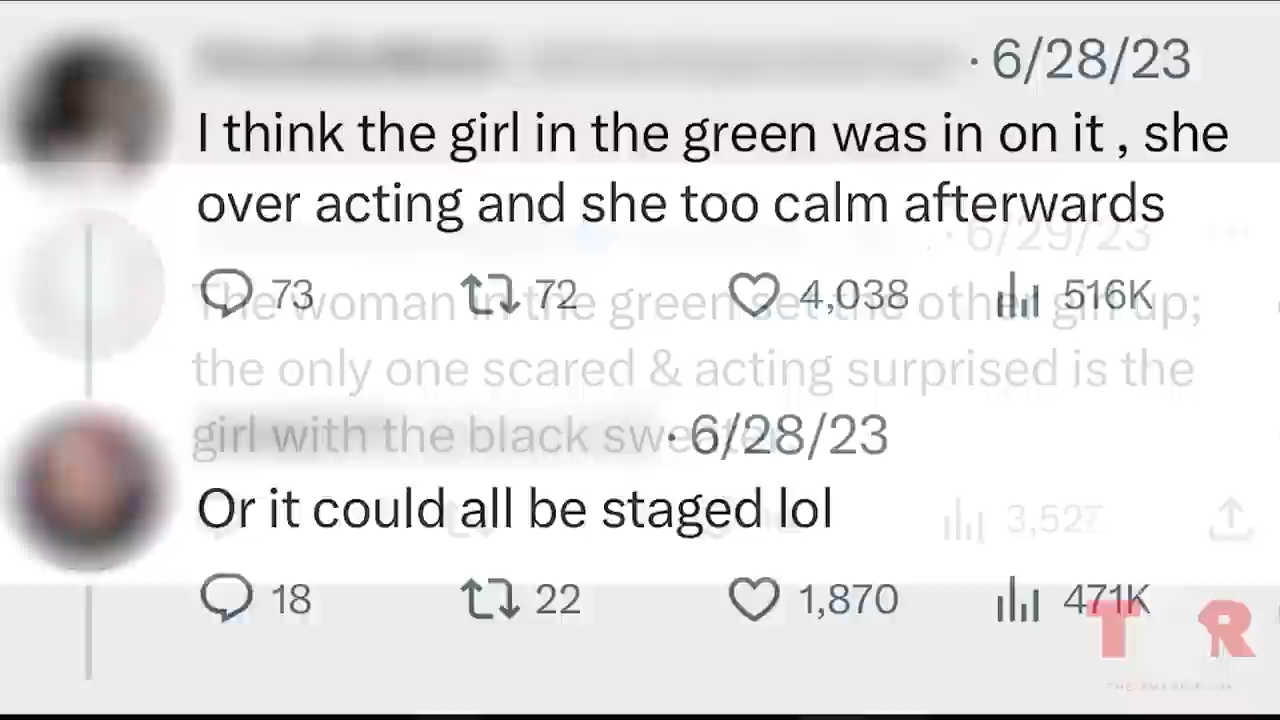 · 6/28/23
I think the girl in the green was in on it , she
over acting and she too calm afterwards
· 6/29/23
73 72 4,038 516K
The woman in the green set the other girl up;
the only one scared & acting surprised is the
girl with the black sweater
· 6/28/23
Or it could all be staged lol
3,527
18 22 1,870 471K
T R